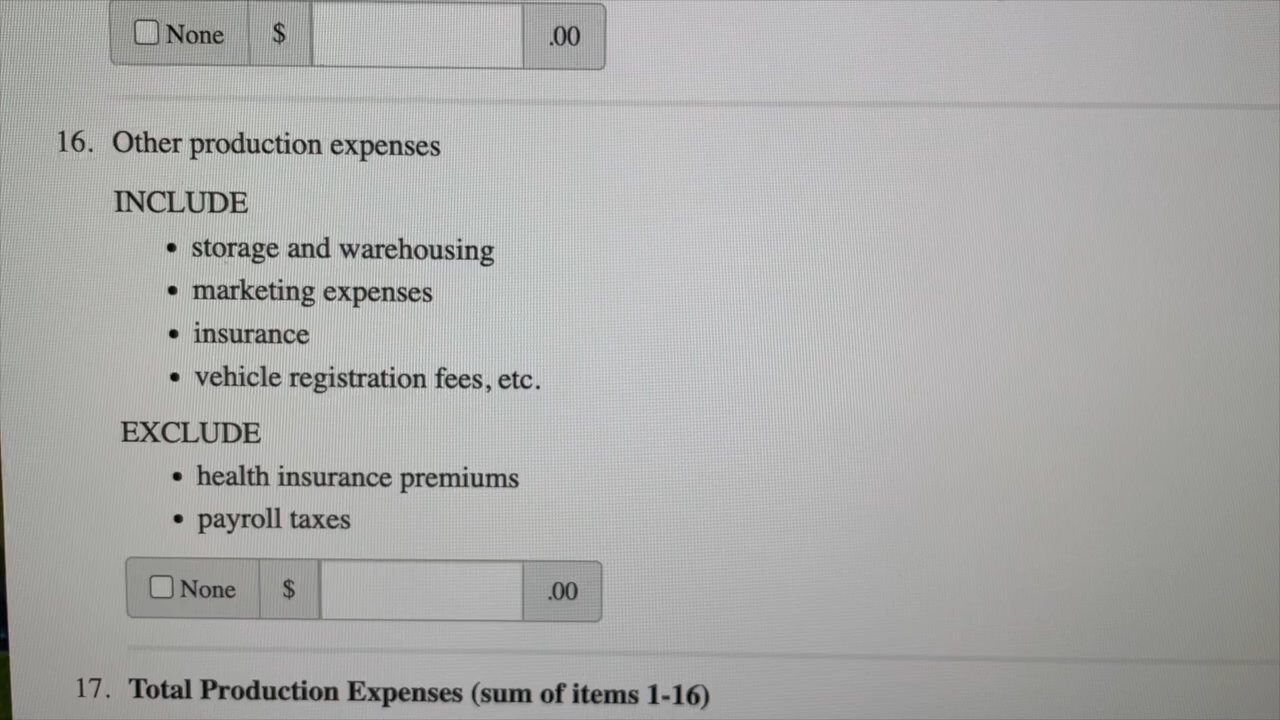 None $ .00
16. Other production expenses
INCLUDE
• storage and warehousing
• marketing expenses
• insurance
• vehicle registration fees, etc.
EXCLUDE
• health insurance premiums
• payroll taxes
None $ .00
17. Total Production Expenses (sum of items 1-16)